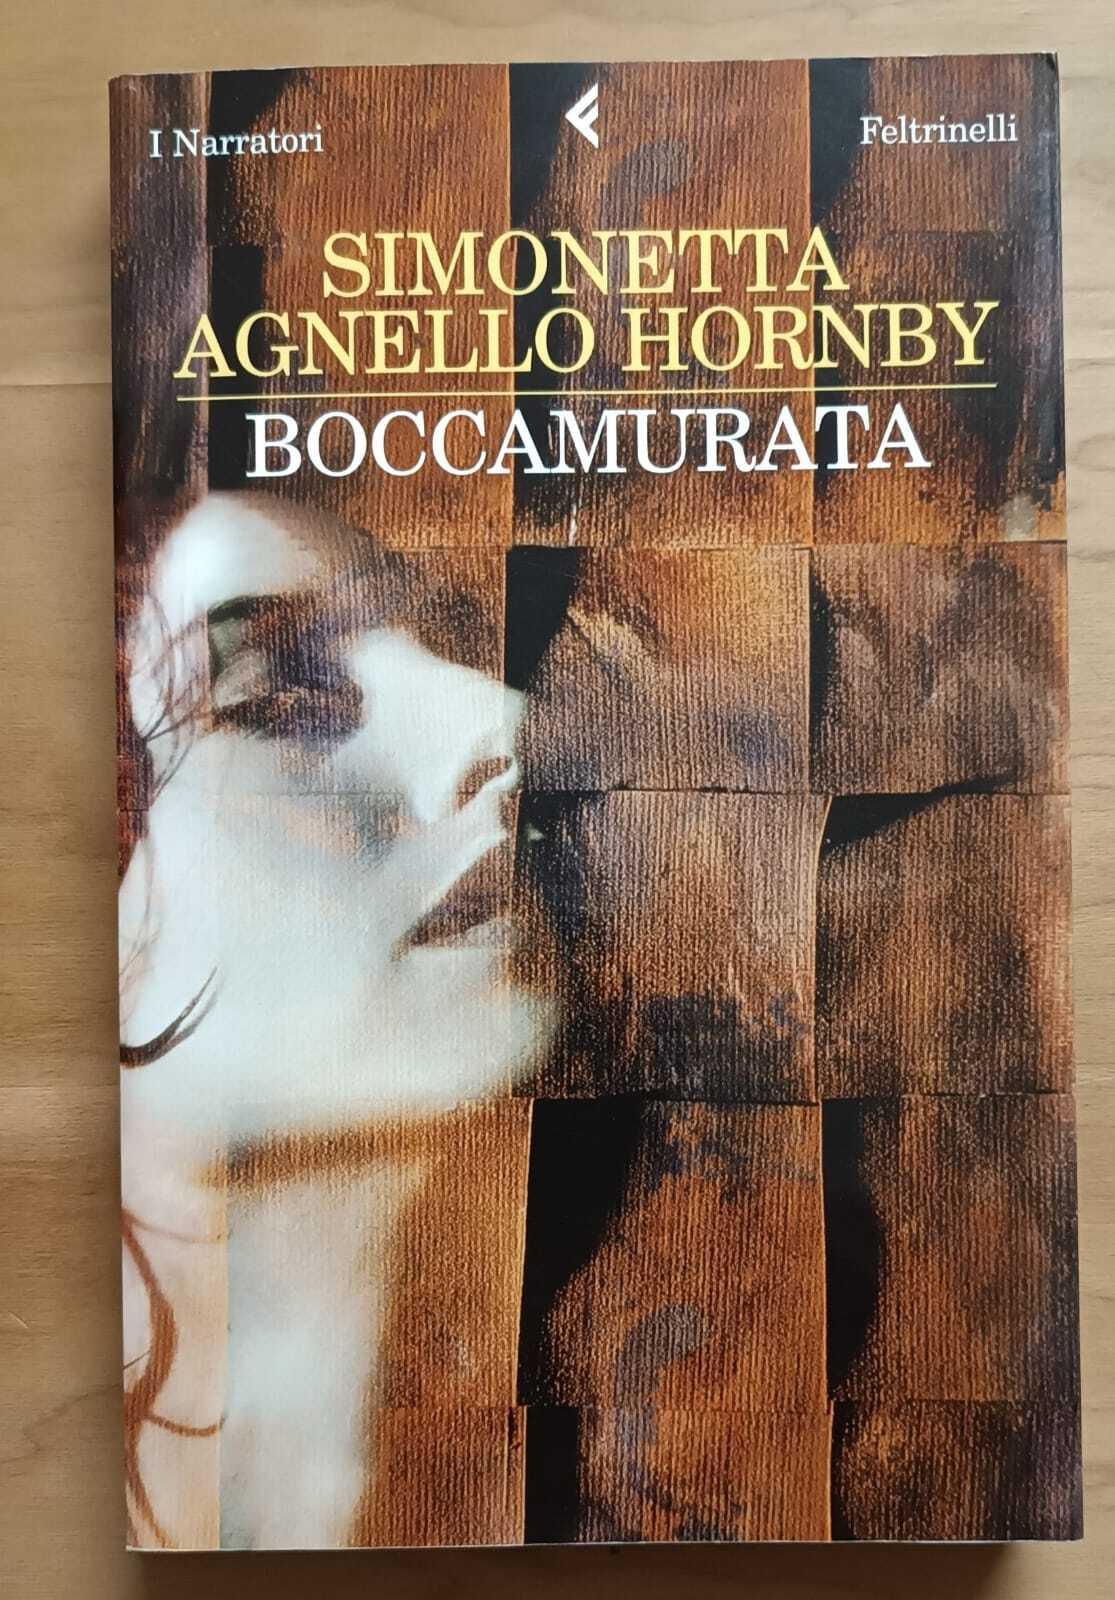 I Narratori
Feltrinelli
SIMONETTA
AGNELLO HORNBY
BOCCAMURATA